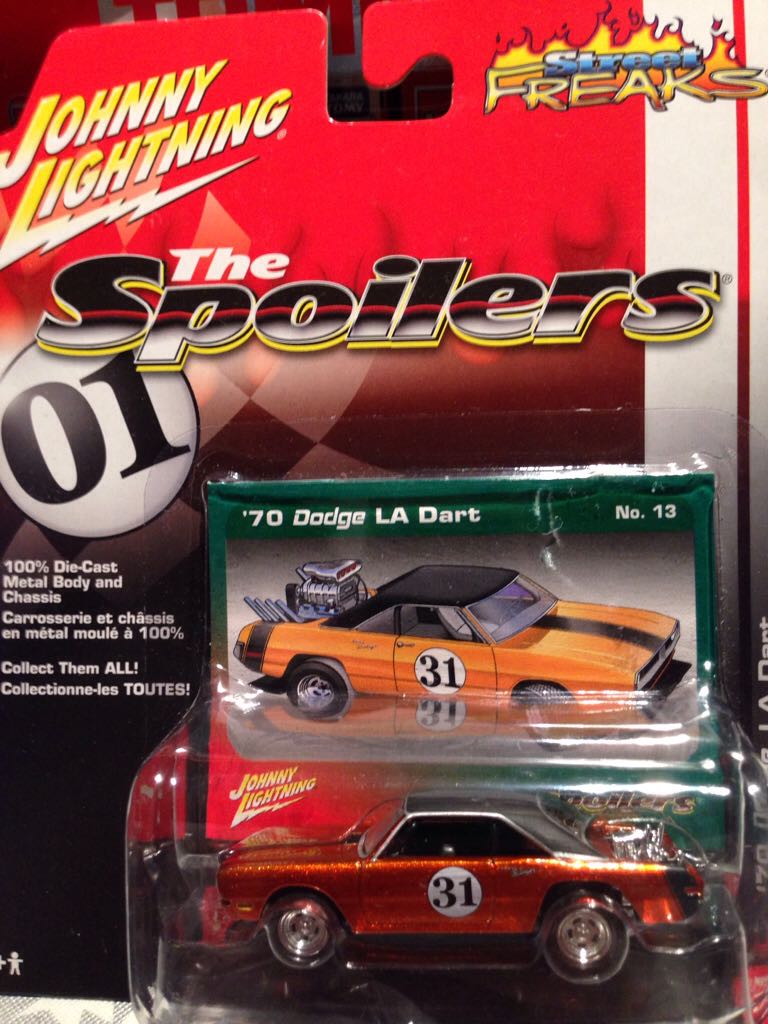 JOHNNY
LIGHTNING®
Street
FREAKS
The
Spoilers®
01
100% Die-Cast
Metal Body and
Chassis
Carrosserie et châssis
en métal moulé à 100%
Collect Them ALL!
Collectionne-les TOUTES!
'70 Dodge LA Dart
No. 13
31
JOHNNY
LIGHTNING
Spoilers
31
LA Dart